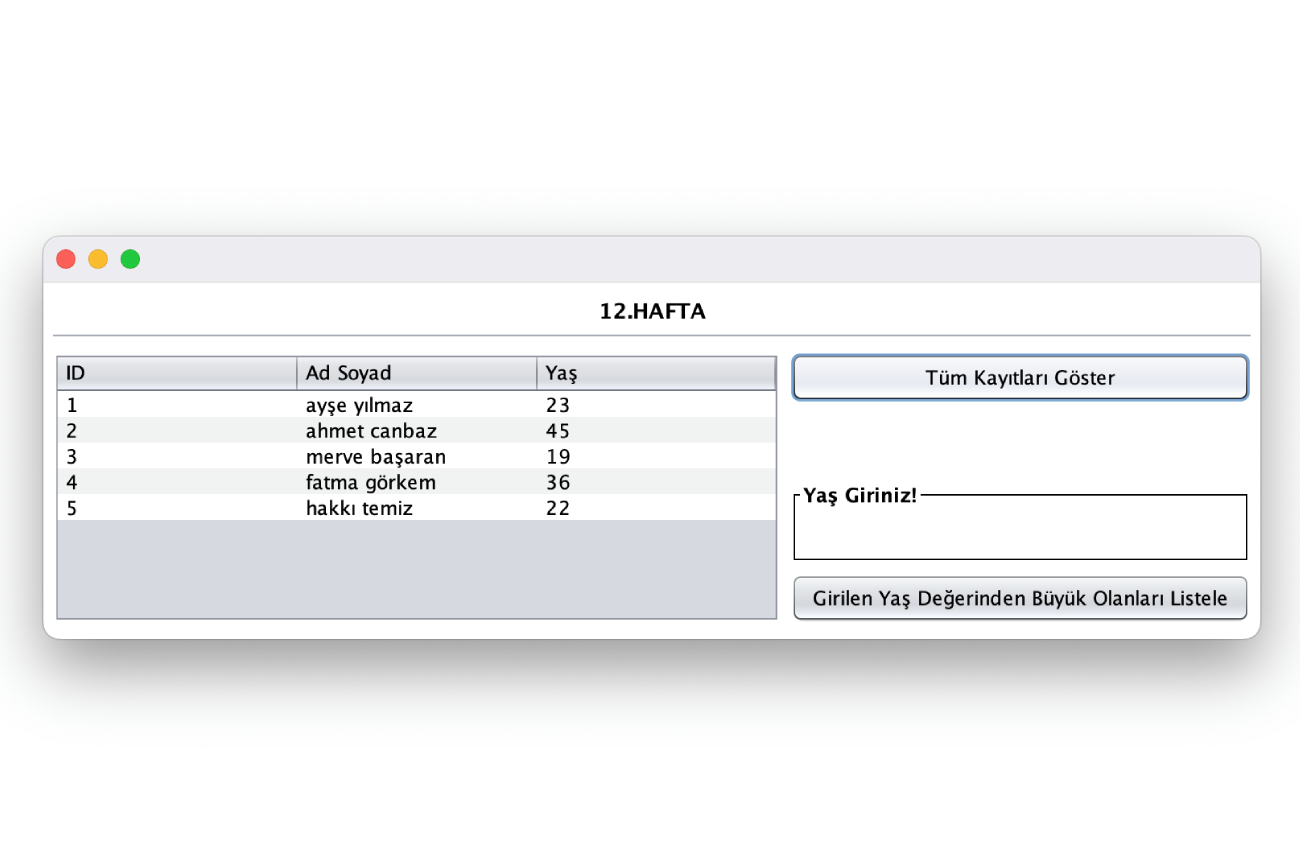 12.HAFTA
ID Ad Soyad Yaş
1 ayşe yılmaz 23
2 ahmet canbaz 45
3 merve başaran 19
4 fatma görkem 36
5 hakkı temiz 22
Tüm Kayıtları Göster
Yaş Giriniz!
Girilen Yaş Değerinden Büyük Olanları Listele